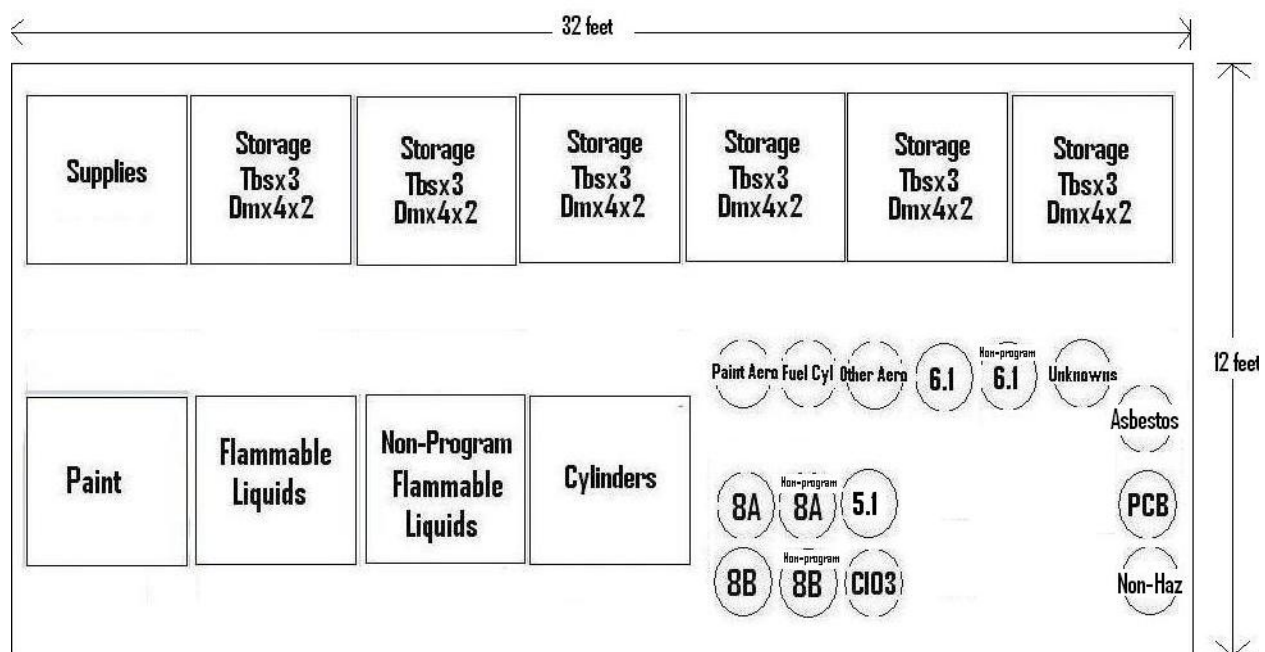 32 feet
Supplies
Storage
Tbsx3
Dmx4x2
Storage
Tbsx3
Dmx4x2
Storage
Tbsx3
Dmx4x2
Storage
Tbsx3
Dmx4x2
Storage
Tbsx3
Dmx4x2
Storage
Tbsx3
Dmx4x2
12 feet
Paint Aero
Fuel Cyl
Other Aero
6.1
Non-program
6.1
Unknowns
Asbestos
Paint
Flammable
Liquids
Non-Program
Flammable
Liquids
Cylinders
8A
Non-program
8A
5.1
PCB
8B
Non-program
8B
ClO3
Non-Haz